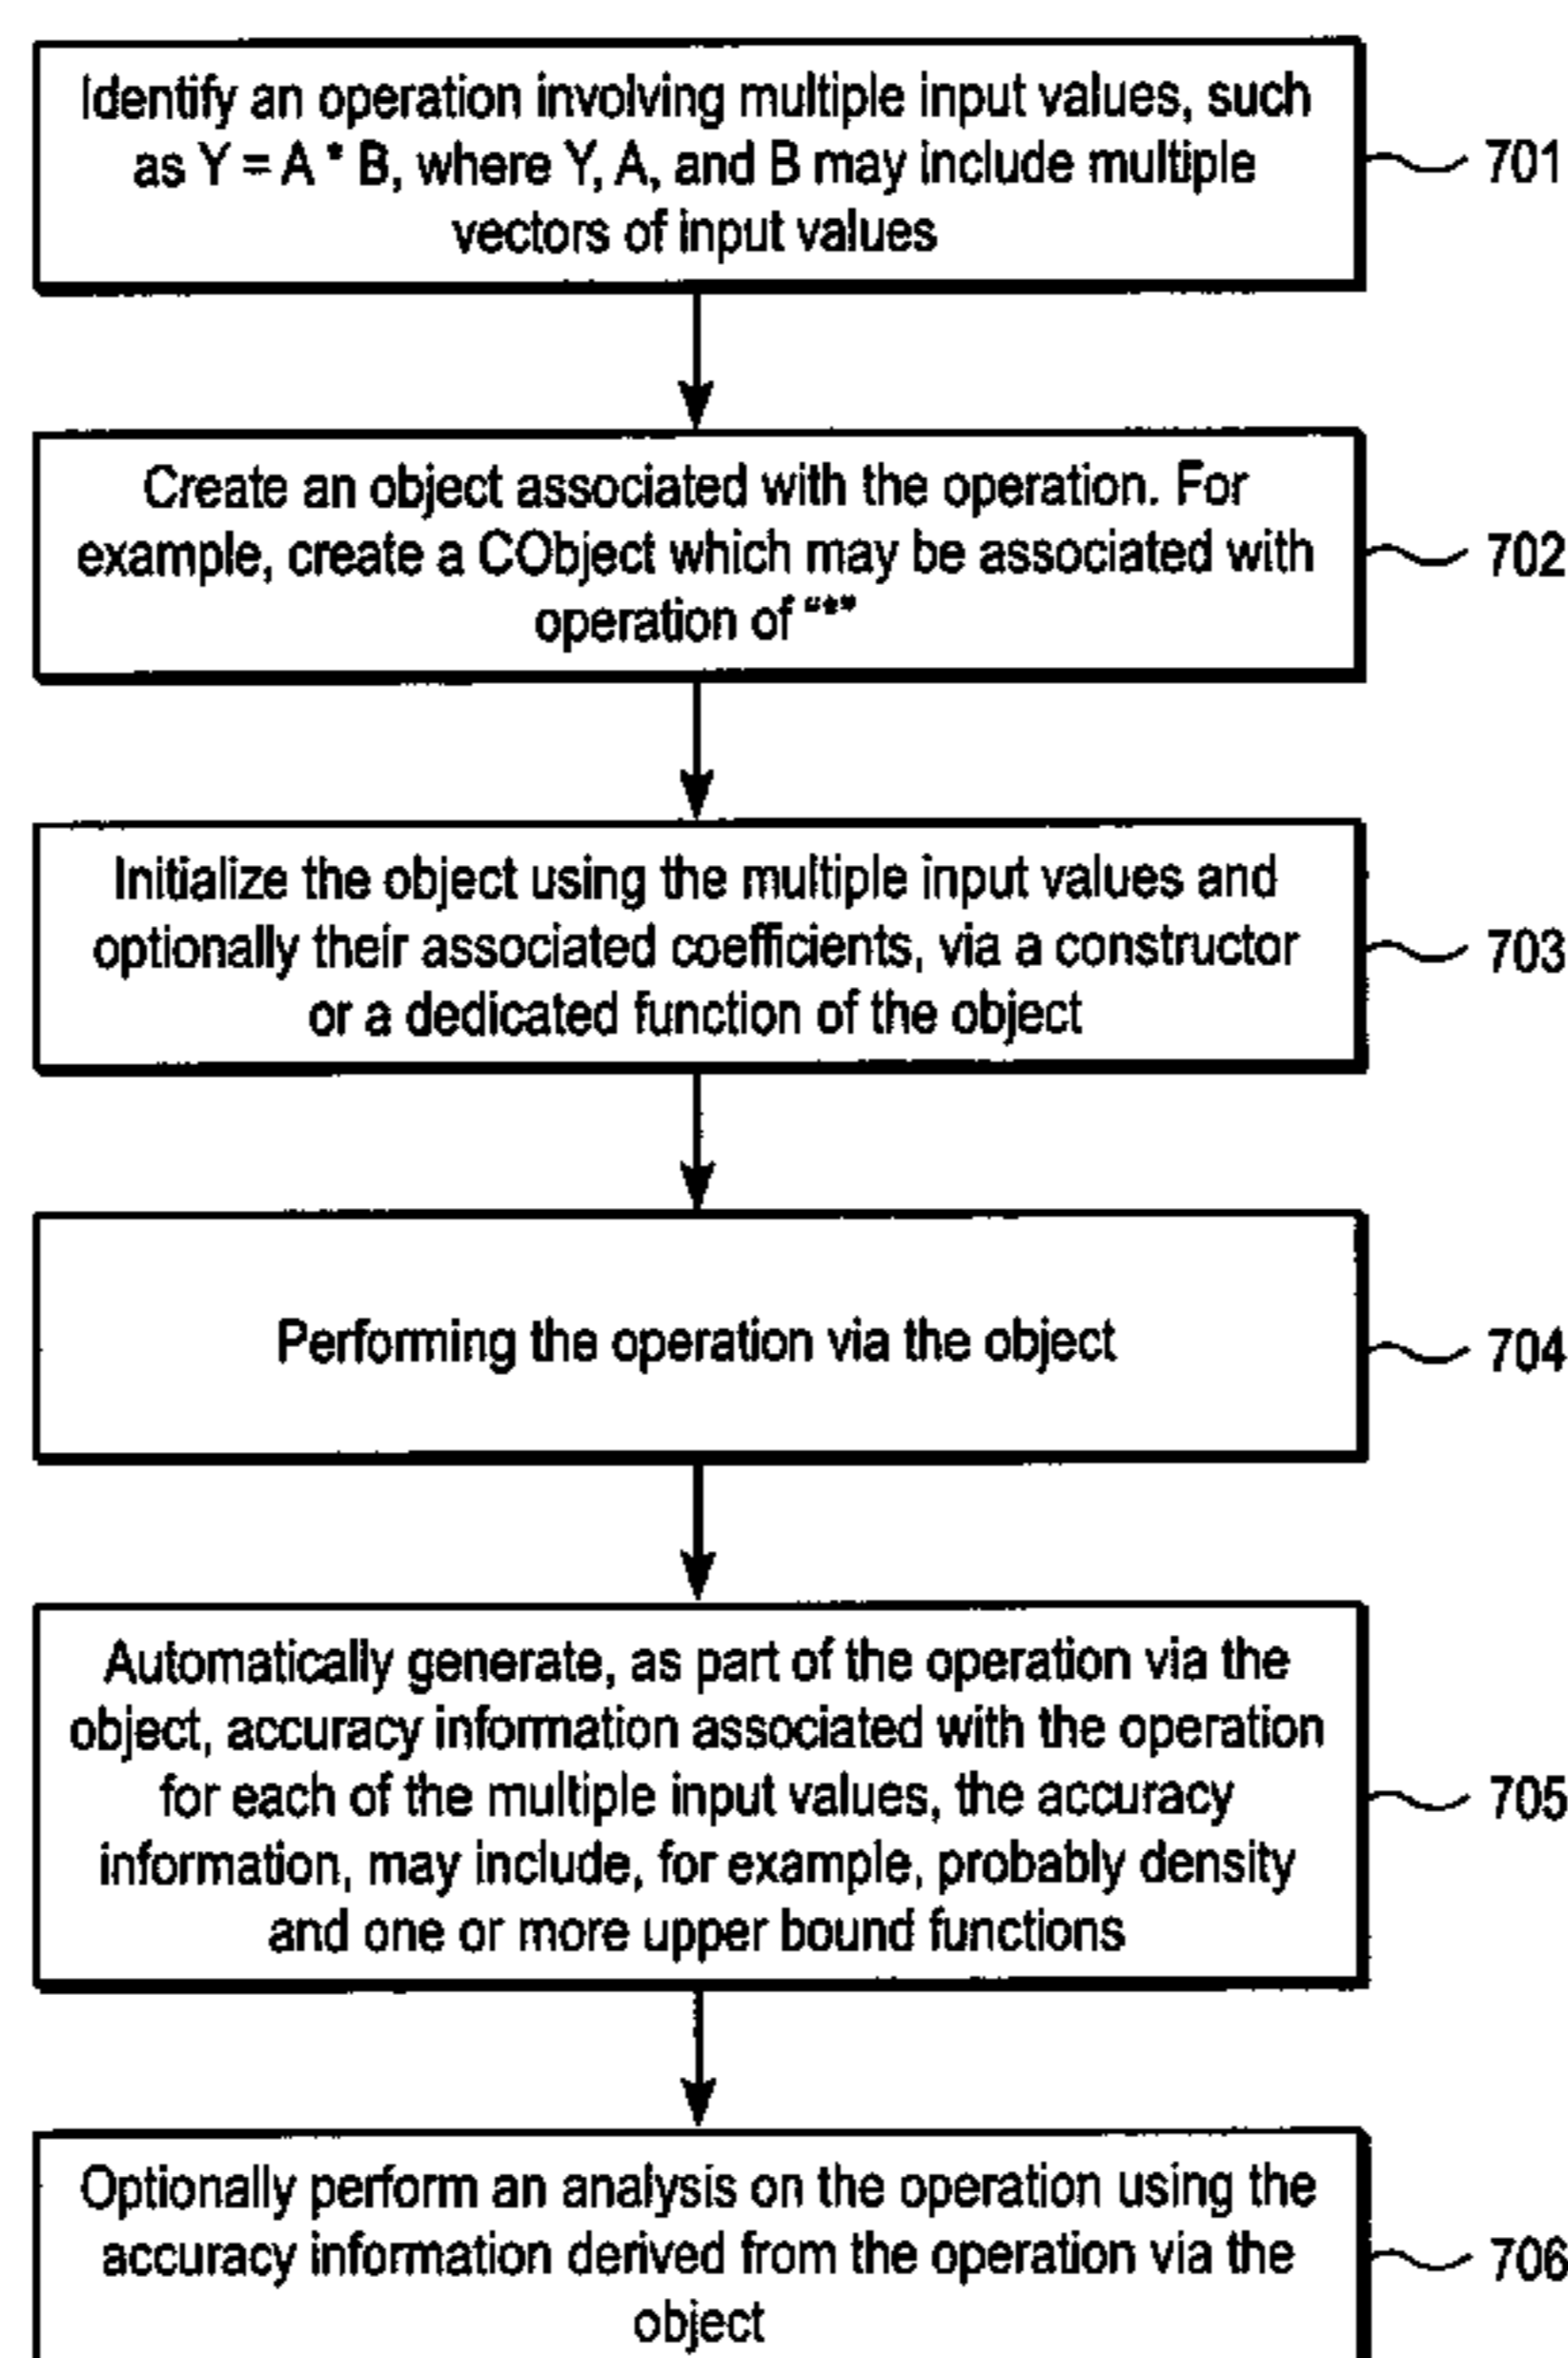 Identify an operation involving multiple input values, such
as Y = A * B, where Y, A, and B may include multiple
vectors of input values
701
Create an object associated with the operation. For
example, create a CObject which may be associated with
operation of "*"
702
Initialize the object using the multiple input values and
optionally their associated coefficients, via a constructor
or a dedicated function of the object
703
Performing the operation via the object
704
Automatically generate, as part of the operation via the
object, accuracy information associated with the operation
for each of the multiple input values, the accuracy
information, may include, for example, probably density
and one or more upper bound functions
705
Optionally perform an analysis on the operation using the
accuracy information derived from the operation via the
object
706